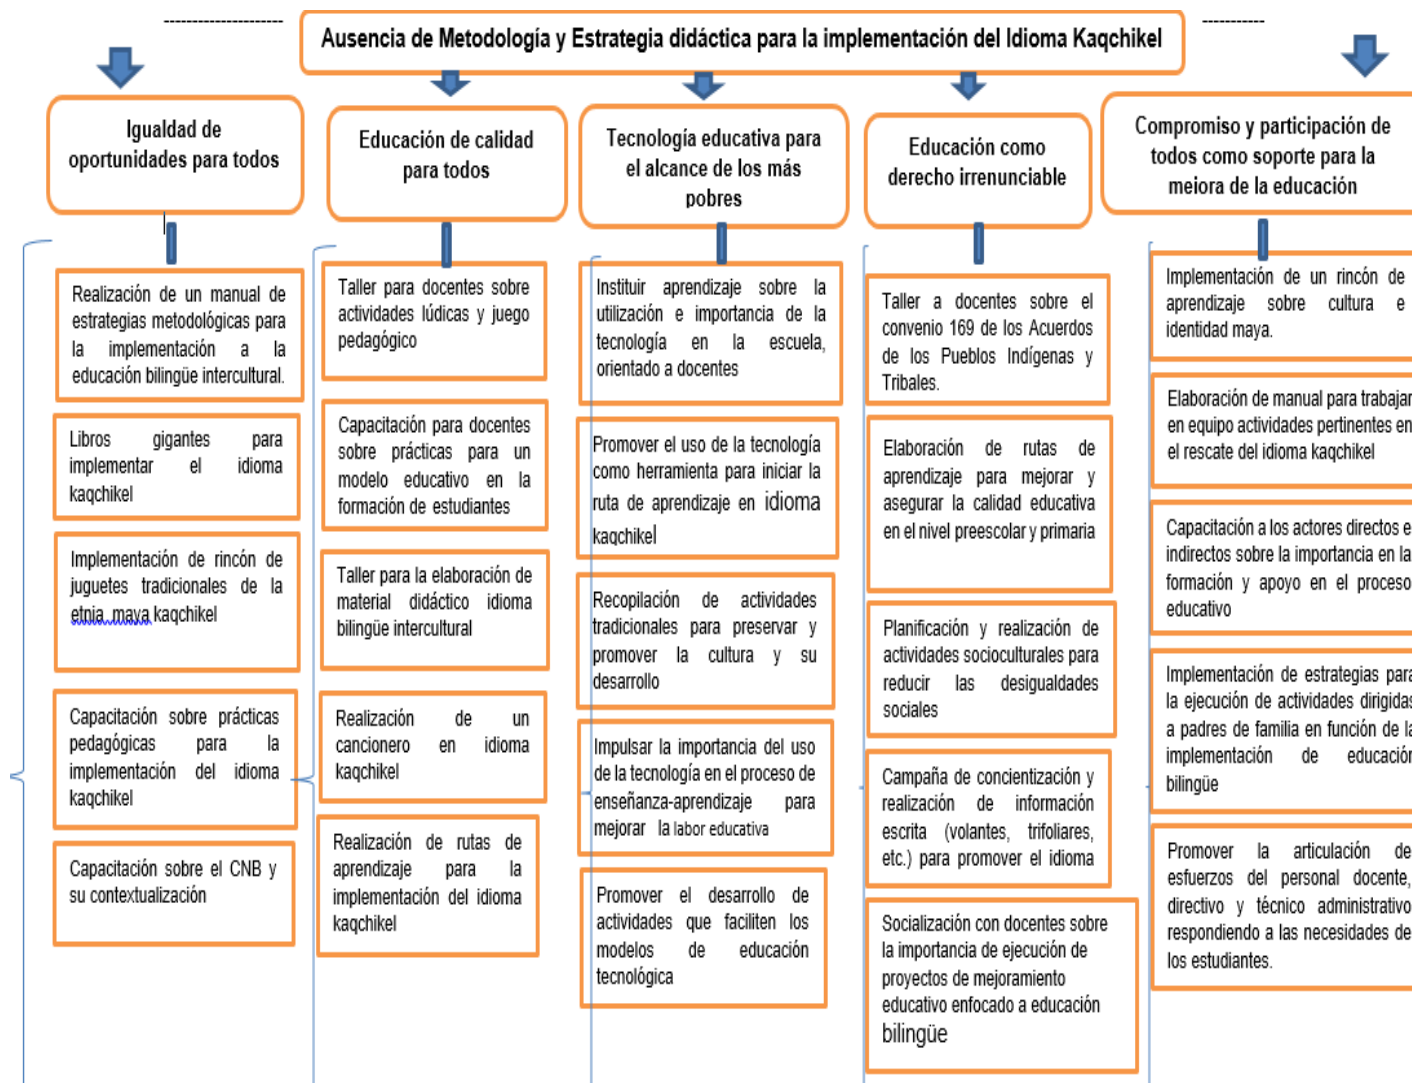 Ausencia de Metodología y Estrategia didáctica para la implementación del Idioma Kaqchikel
Igualdad de
oportunidades para todos
Realización de un manual de
estrategias metodológicas para
la implementación a la
educación bilingüe intercultural.
Libros gigantes para
implementar el idioma
kaqchikel
Implementación de rincón de
juguetes tradicionales de la
etnia maya kaqchikel
Capacitación sobre prácticas
pedagógicas para la
implementación del idioma
kaqchikel
Capacitación sobre el CNB y
su contextualización
Educación de calidad
para todos
Taller para docentes sobre
actividades lúdicas y juego
pedagógico
Capacitación para docentes
sobre prácticas para un
modelo educativo en la
formación de estudiantes
Taller para la elaboración de
material didáctico idioma
bilingüe intercultural
Realización de un
cancionero en idioma
kaqchikel
Realización de rutas de
aprendizaje para la
implementación del idioma
kaqchikel
Tecnología educativa para
el alcance de los más
pobres
Instituir aprendizaje sobre la
utilización e importancia de la
tecnología en la escuela,
orientado a docentes
Promover el uso de la tecnología
como herramienta para iniciar la
ruta de aprendizaje en idioma
kaqchikel
Recopilación de actividades
tradicionales para preservar y
promover la cultura y su
desarrollo
Impulsar la importancia del uso
de la tecnología en el proceso de
enseñanza-aprendizaje para
mejorar la labor educativa
Promover el desarrollo de
actividades que faciliten los
modelos de educación
tecnológica
Educación como
derecho irrenunciable
Taller a docentes sobre el
convenio 169 de los Acuerdos
de los Pueblos Indígenas y
Tribales.
Elaboración de rutas de
aprendizaje para mejorar y
asegurar la calidad educativa
en el nivel preescolar y primaria
Planificación y realización de
actividades socioculturales para
reducir las desigualdades
sociales
Campaña de concientización y
realización de información
escrita (volantes, trifoliares,
etc.) para promover el idioma
Socialización con docentes sobre
la importancia de ejecución de
proyectos de mejoramiento
educativo enfocado a educación
bilingüe
Compromiso y participación de
todos como soporte para la
mejora de la educación
Implementación de un rincón de
aprendizaje sobre cultura e
identidad maya.
Elaboración de manual para trabajar
en equipo actividades pertinentes en
el rescate del idioma kaqchikel
Capacitación a los actores directos e
indirectos sobre la importancia en la
formación y apoyo en el proceso
educativo
Implementación de estrategias para
la ejecución de actividades dirigidas
a padres de familia en función de la
implementación de educación
bilingüe
Promover la articulación de
esfuerzos del personal docente,
directivo y técnico administrativo
respondiendo a las necesidades de
los estudiantes.